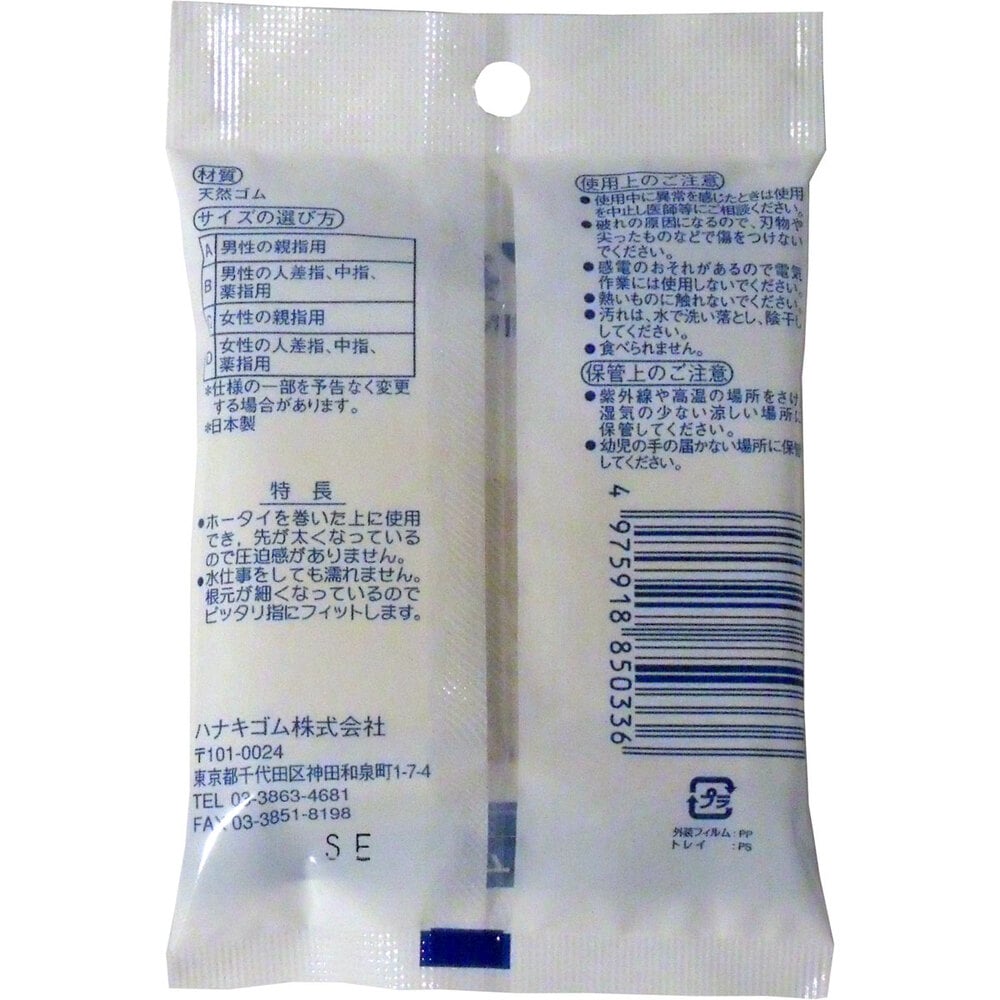 材質
天然ゴム
サイズの選び方
A 男性の親指用
B 男性の人差指、中指、
薬指用
C 女性の親指用
D 女性の人差指、中指、
薬指用
*仕様の一部を予告なく変更
する場合があります。
*日本製
特長
●ホータイを巻いた上に使用
でき，先が太くなっている
ので圧迫感がありません。
●水仕事をしても濡れません。
根元が細くなっているので
ピッタリ指にフィットします。
ハナキゴム株式会社
〒101-0024
東京都千代田区神田和泉町1-7-4
TEL 03-3863-4681
FAX 03-3851-8198
SE
使用上のご注意
●使用中に異常を感じたときは使用
を中止し医師等にご相談ください。
●破れの原因になるので、刃物や
尖ったものなどで傷をつけない
でください。
●感電のおそれがあるので電気
作業には使用しないでください。
●熱いものに触れないでください。
●汚れは、水で洗い落とし、陰干し
してください。
●食べられません。
保管上のご注意
●紫外線や高温の場所をさけ
湿気の少ない涼しい場所に
保管してください。
●幼児の手の届かない場所に保管
してください。
4 975918 850336
プラ
外装フィルム：PP
トレイ　：PS